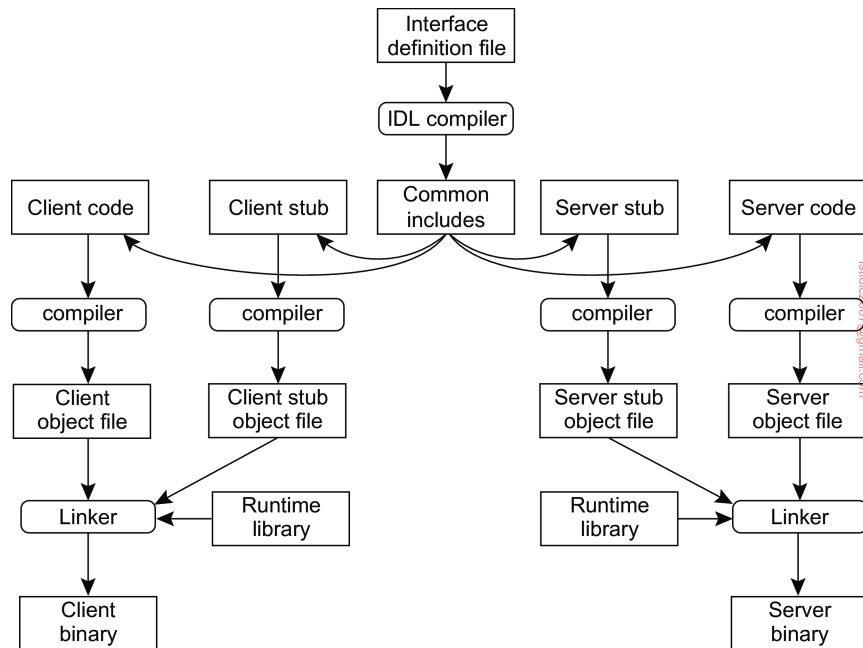 Interface
definition file
IDL compiler
Client code
Client stub
Common
includes
Server stub
Server code
compiler
compiler
compiler
compiler
Client
object file
Client stub
object file
Server stub
object file
Server
object file
Linker
Runtime
library
Runtime
library
Linker
Client
binary
Server
binary